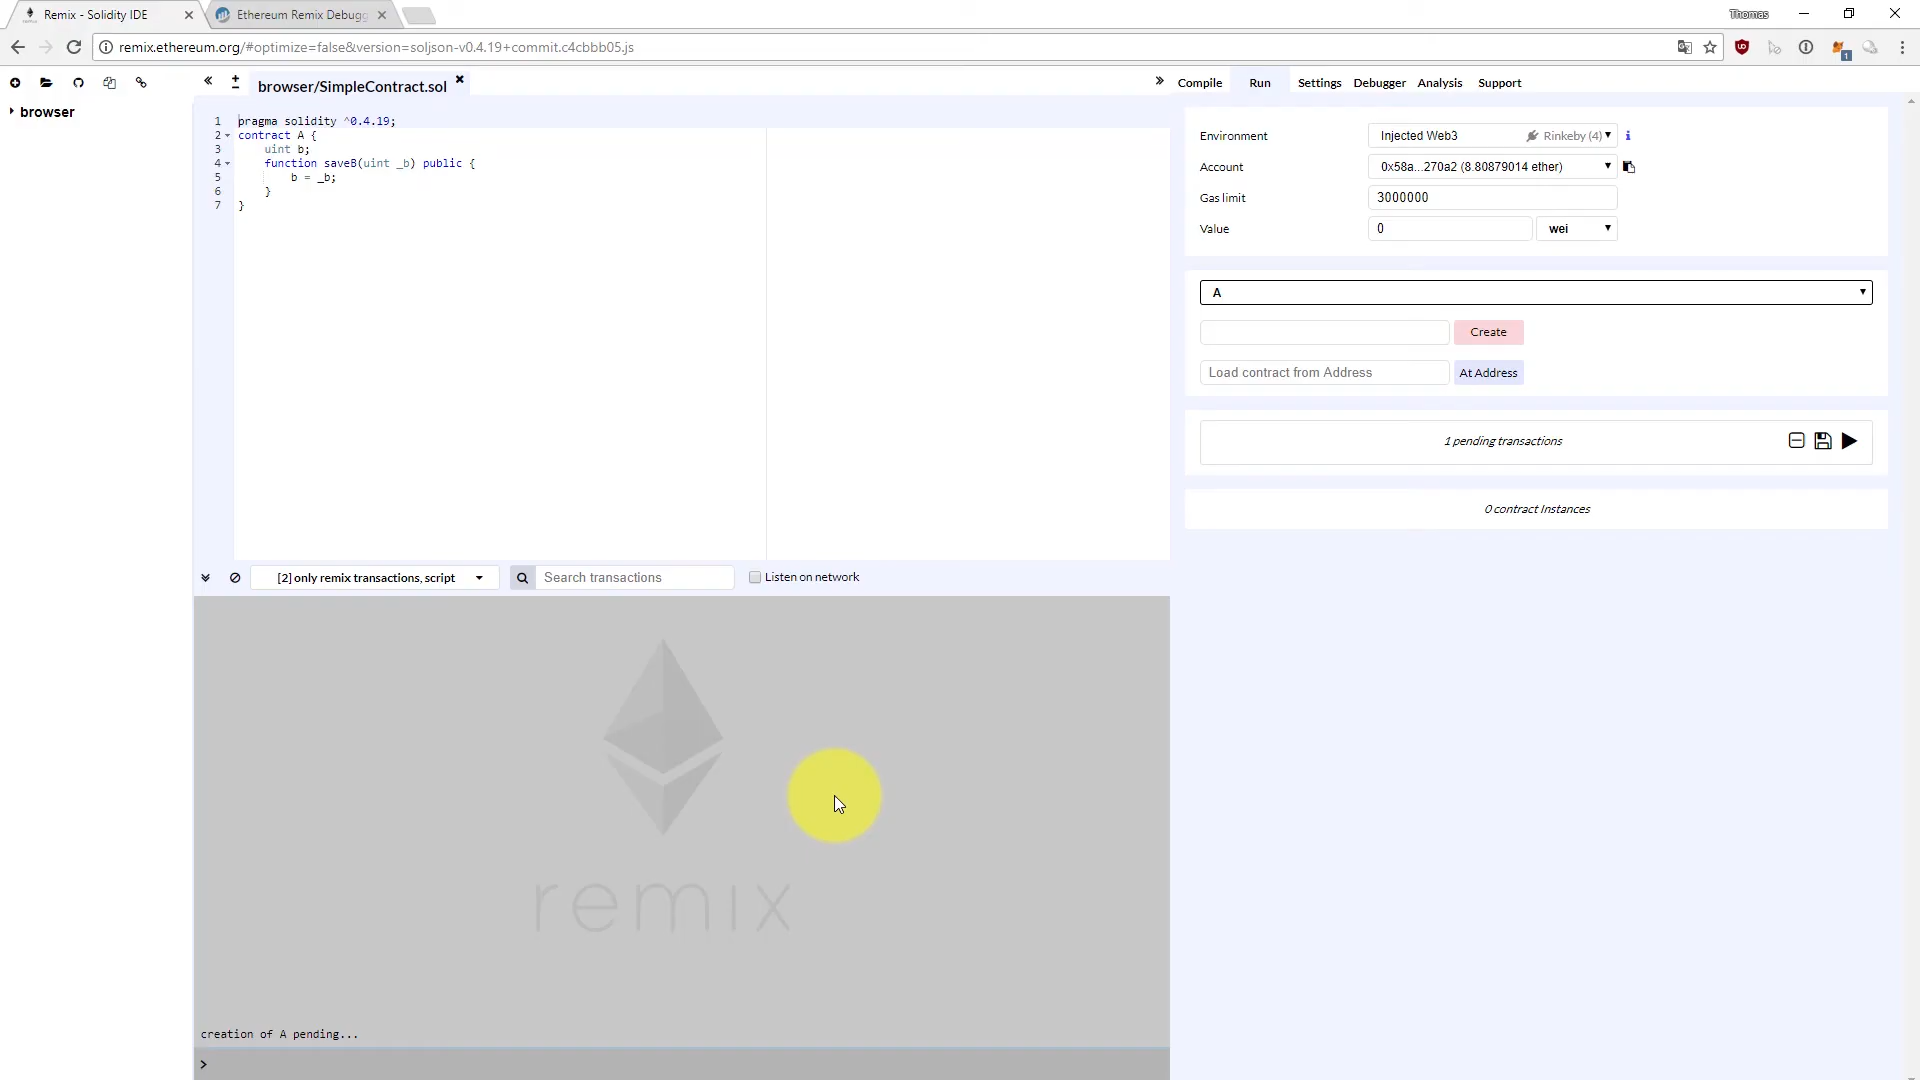 Remix - Solidity IDE
Ethereum Remix Debugg
Thomas
remix.ethereum.org/#optimize=false&version=soljson-v0.4.19+commit.c4cbbb05.js
1
browser
browser/SimpleContract.sol
Compile Run Settings Debugger Analysis Support
1 pragma solidity ^0.4.19;
2 contract A {
3 uint b;
4 function saveB(uint _b) public {
5 b = _b;
6 }
7 }
Environment Injected Web3 Rinkeby (4)
Account 0x58a...270a2 (8.80879014 ether)
Gas limit 3000000
Value 0 wei
A
Create
Load contract from Address At Address
1 pending transactions
0 contract Instances
[2] only remix transactions, script Search transactions Listen on network
remix
creation of A pending...
>